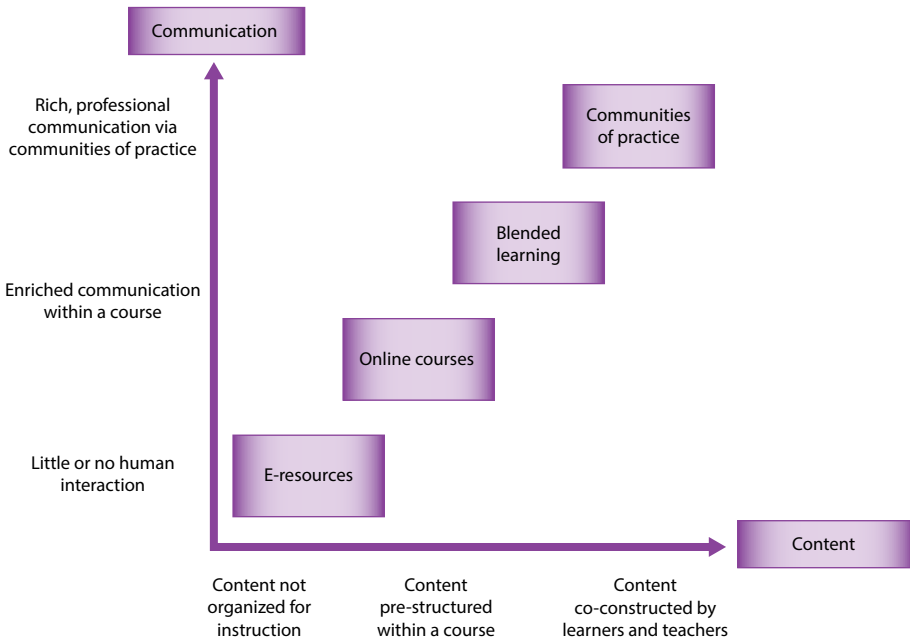 Communication
Rich, professional
communication via
communities of practice
Communities
of practice
Blended
learning
Enriched communication
within a course
Online courses
Little or no human
interaction
E-resources
Content
Content not
organized for
instruction
Content
pre-structured
within a course
Content
co-constructed by
learners and teachers